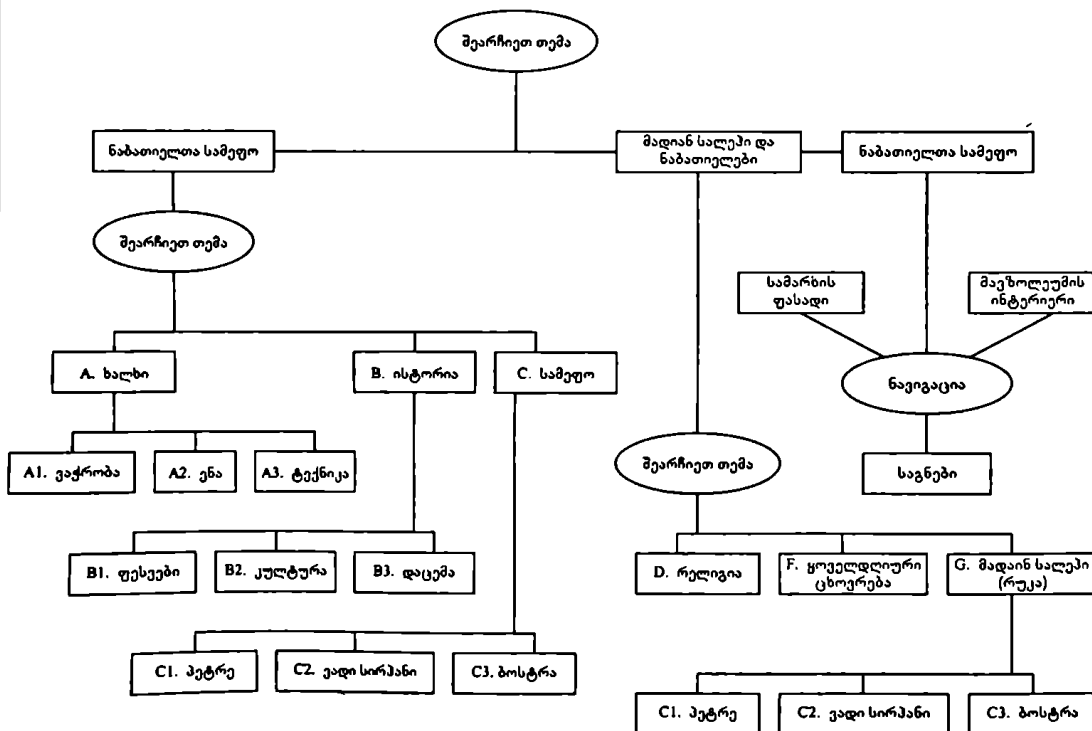 შეარჩიეთ თემა
ნაბათიელთა სამეფო
მადიან სალეჰი და
ნაბათიელები
ნაბათიელთა სამეფო
შეარჩიეთ თემა
სამარხის
ფასადი
მავზოლეუმის
ინტერიერი
A. ხალხი
B. ისტორია
C. სამეფო
ნავიგაცია
A1. ვაჭრობა
A2. ენა
A3. ტექნიკა
შეარჩიეთ თემა
საგნები
B1. ფესვები
B2. კულტურა
B3. დაცემა
D. რელიგია
F. ყოველდღიური
ცხოვრება
G. მადაინ სალეჰი
(რუკა)
C1. პეტრე
C2. ვადი სირჰანი
C3. ბოსტრა
C1. პეტრე
C2. ვადი სირჰანი
C3. ბოსტრა